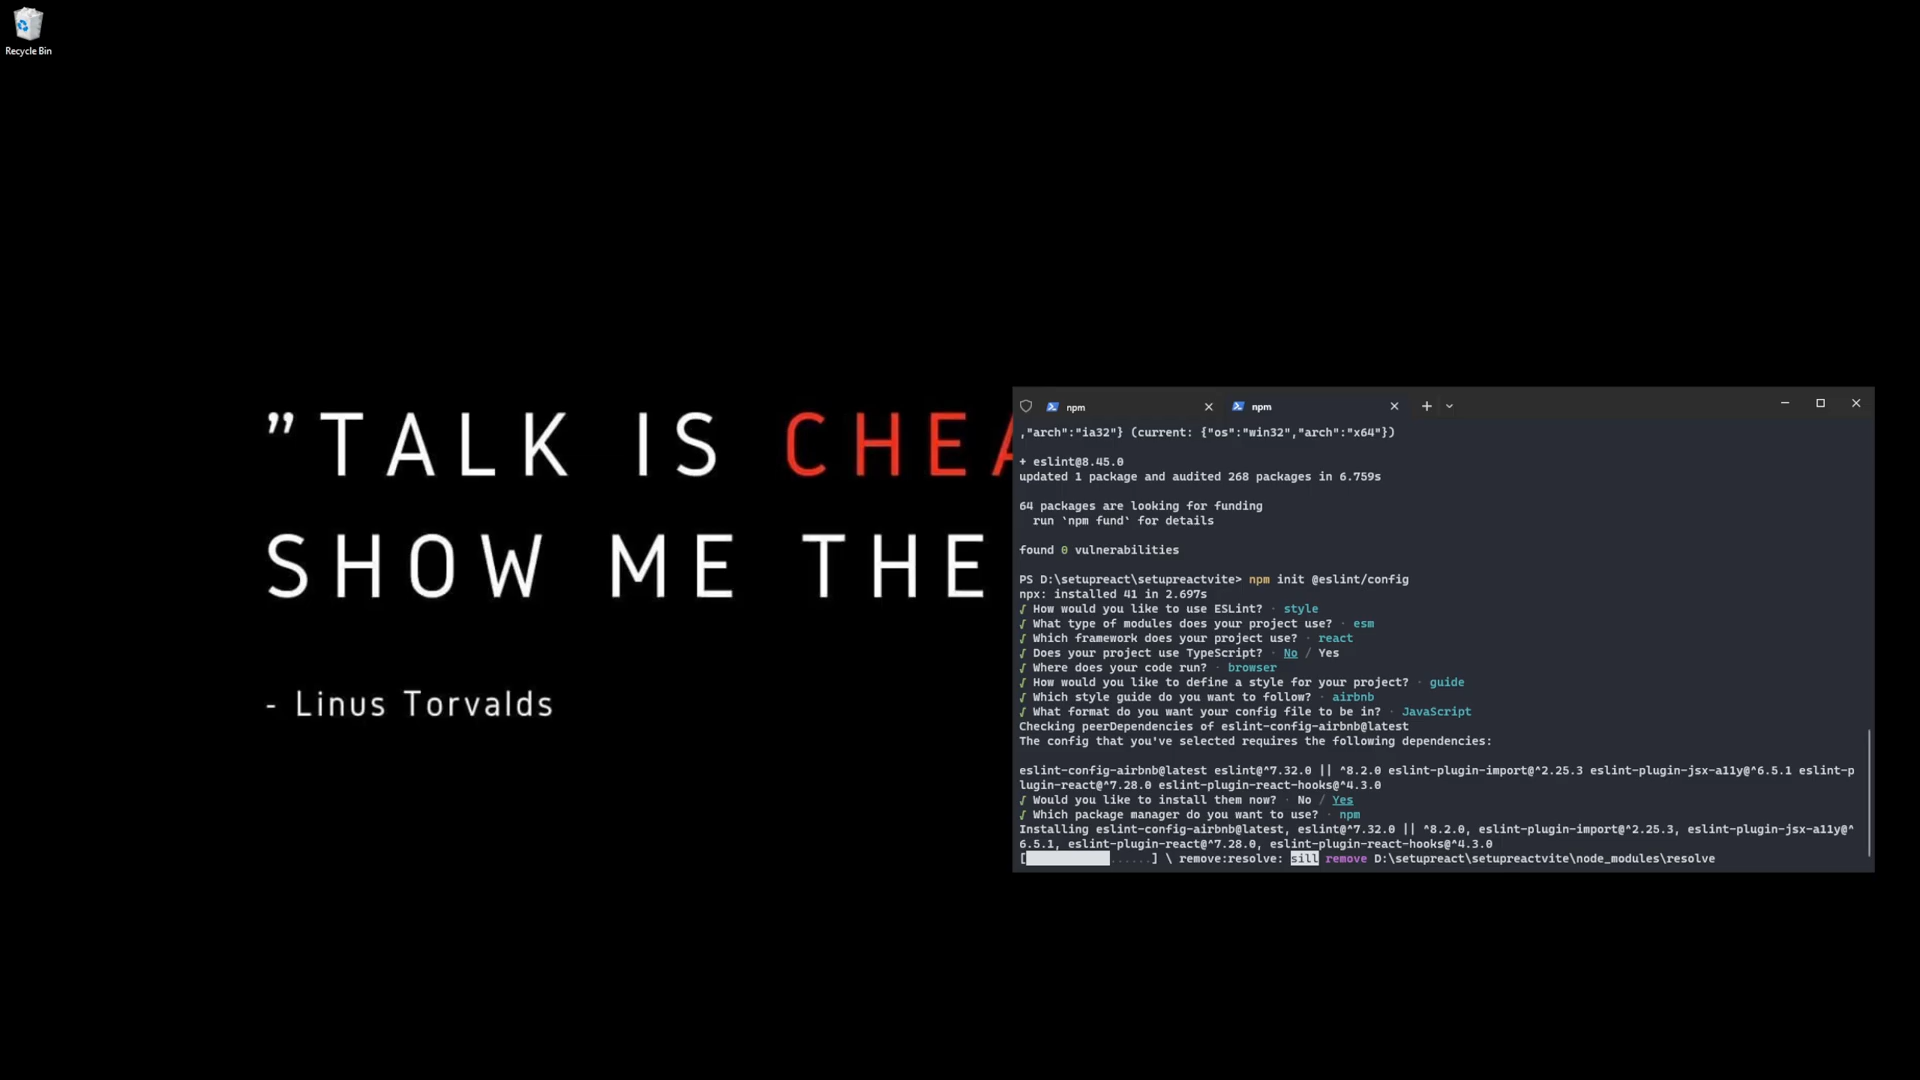 Recycle Bin
"TALK IS CHEA
SHOW ME THE
- Linus Torvalds
npm
npm
,"arch":"ia32"} (current: {"os":"win32","arch":"x64"})
+ eslint@8.45.0
updated 1 package and audited 268 packages in 6.759s
64 packages are looking for funding
run `npm fund` for details
found 0 vulnerabilities
PS D:\setupreact\setupreactvite> npm init @eslint/config
npx: installed 41 in 2.697s
√ How would you like to use ESLint? · style
√ What type of modules does your project use? · esm
√ Which framework does your project use? · react
√ Does your project use TypeScript? · No / Yes
√ Where does your code run? · browser
√ How would you like to define a style for your project? · guide
√ Which style guide do you want to follow? · airbnb
√ What format do you want your config file to be in? · JavaScript
Checking peerDependencies of eslint-config-airbnb@latest
The config that you've selected requires the following dependencies:
eslint-config-airbnb@latest eslint@^7.32.0 || ^8.2.0 eslint-plugin-import@^2.25.3 eslint-plugin-jsx-a11y@^6.5.1 eslint-p
lugin-react@^7.28.0 eslint-plugin-react-hooks@^4.3.0
√ Would you like to install them now? · No / Yes
√ Which package manager do you want to use? · npm
Installing eslint-config-airbnb@latest, eslint@^7.32.0 || ^8.2.0, eslint-plugin-import@^2.25.3, eslint-plugin-jsx-a11y@^
6.5.1, eslint-plugin-react@^7.28.0, eslint-plugin-react-hooks@^4.3.0
[ ......] \ remove:resolve: sill remove D:\setupreact\setupreactvite\node_modules\resolve